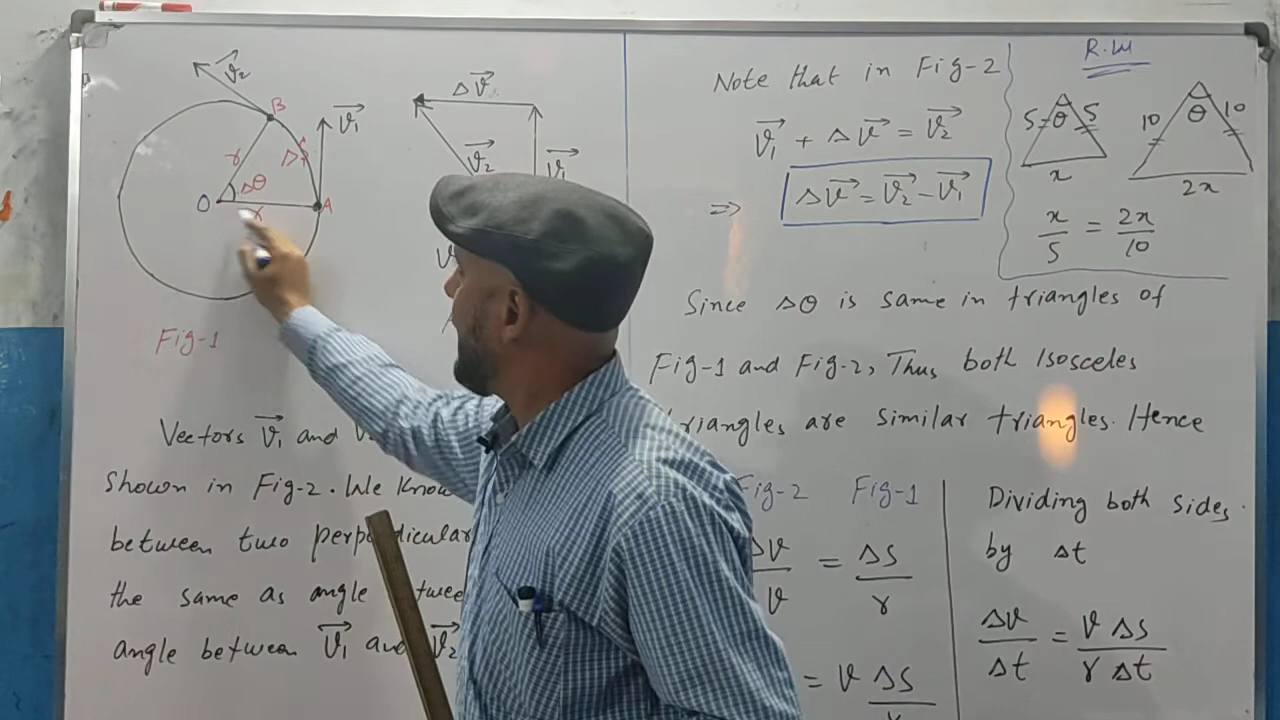 v₂→
B
v₁→
r
ΔS
Δθ
O
r
A
Fig-1
Δv→
v₂→
v₁→
Vectors v₁→ and
Shown in Fig-2. We Know
between two perpendicular
the same as angle
angle between v₁→ and v₂→
Note that in Fig-2
v₁→ + Δv→ = v₂→
⇒ Δv→ = v₂→ - v₁→
R.W
5 θ 5
x
10 θ 10
2x
x/5 = 2x/10
Since Δθ is same in triangles of
Fig-1 and Fig-2, Thus both Isosceles
triangles are similar triangles. Hence
Fig-2 Fig-1
Δv/v = Δs/r
= v Δs/r
Dividing both sides.
by Δt
Δv/Δt = v Δs/r Δt